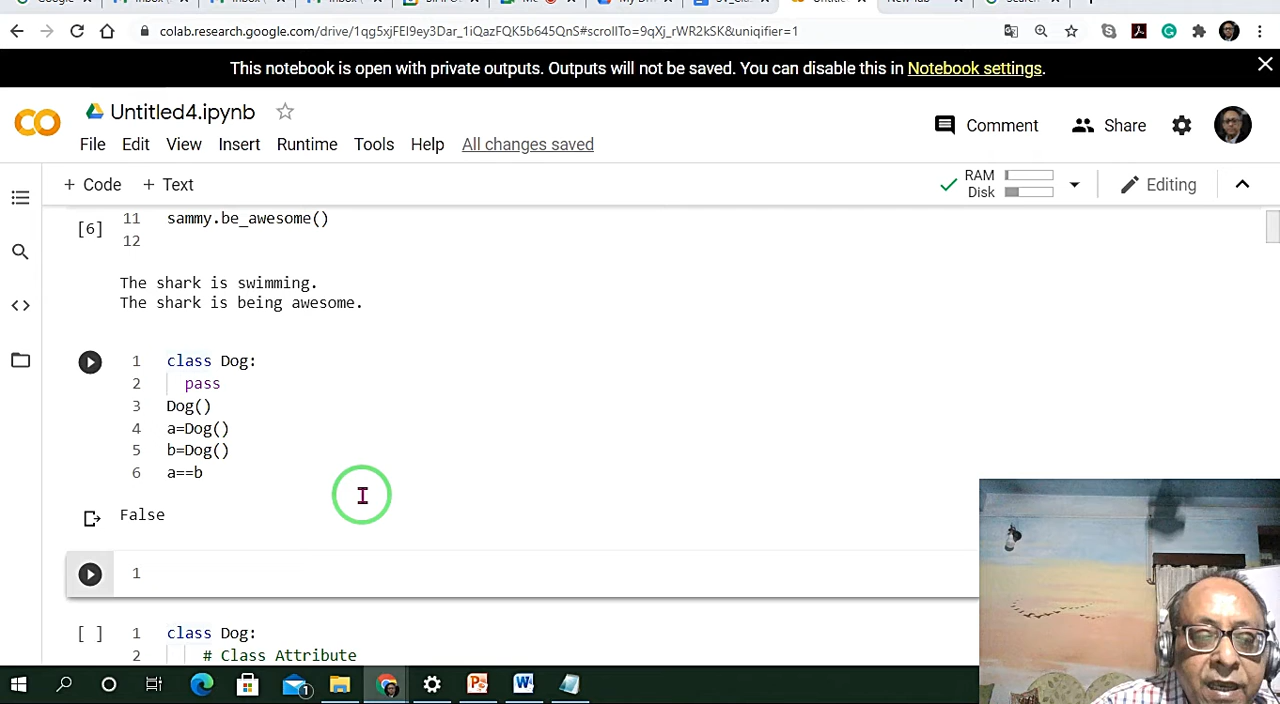 colab.research.google.com/drive/1qg5xjFEI9ey3Dar_1iQazFQK5b645QnS#scrollTo=9qXj_rWR2kSK&uniqifier=1
This notebook is open with private outputs. Outputs will not be saved. You can disable this in Notebook settings.
CO Untitled4.ipynb
Comment Share
File Edit View Insert Runtime Tools Help All changes saved
+ Code + Text RAM Disk Editing
[6] 11 sammy.be_awesome()
12
The shark is swimming.
The shark is being awesome.
1 class Dog:
2 pass
3 Dog()
4 a=Dog()
5 b=Dog()
6 a==b
False
1
[ ] 1 class Dog:
2 # Class Attribute